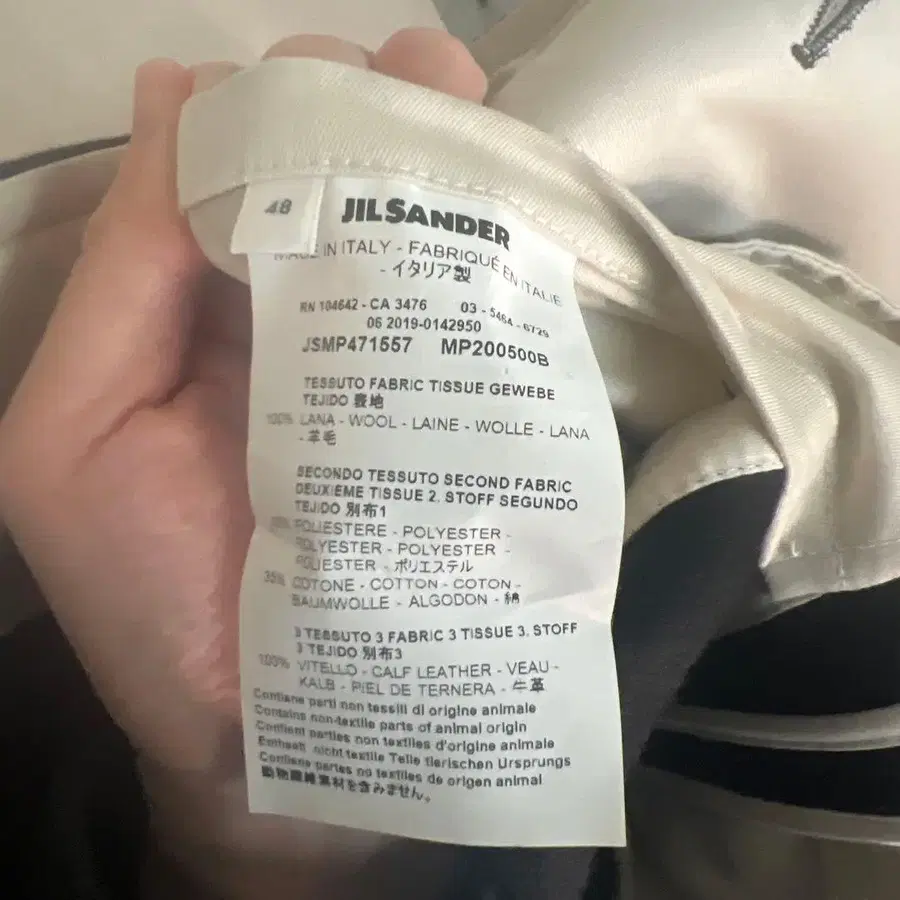 48
JIL SANDER
MADE IN ITALY - FABRIQUÉ EN ITALIE
- イタリア製
RN 104642 - CA 3476 03 - 5464 - 6729
06 2019-0142950
JSMP471557 MP200500B
TESSUTO FABRIC TISSUE GEWEBE
TEJIDO 表地
100% LANA - WOOL - LAINE - WOLLE - LANA
- 羊毛
SECONDO TESSUTO SECOND FABRIC
DEUXIEME TISSUE 2. STOFF SEGUNDO
TEJIDO 別布1
POLIESTERE - POLYESTER -
POLYESTER - POLYESTER -
POLIESTER - ポリエステル
35% COTONE - COTTON - COTON -
BAUMWOLLE - ALGODON - 綿
3 TESSUTO 3 FABRIC 3 TISSUE 3. STOFF
3 TEJIDO 別布3
100% VITELLO - CALF LEATHER - VEAU -
KALB - PIEL DE TERNERA - 牛革
Contiene parti non tessili di origine animale
Contains non-textile parts of animal origin
Contient parties non textiles d'origine animale
Enthaelt nicht textile Teile tierischen Ursprungs
Contiene partes no textiles de origen animal
動物繊維素材を含みません。